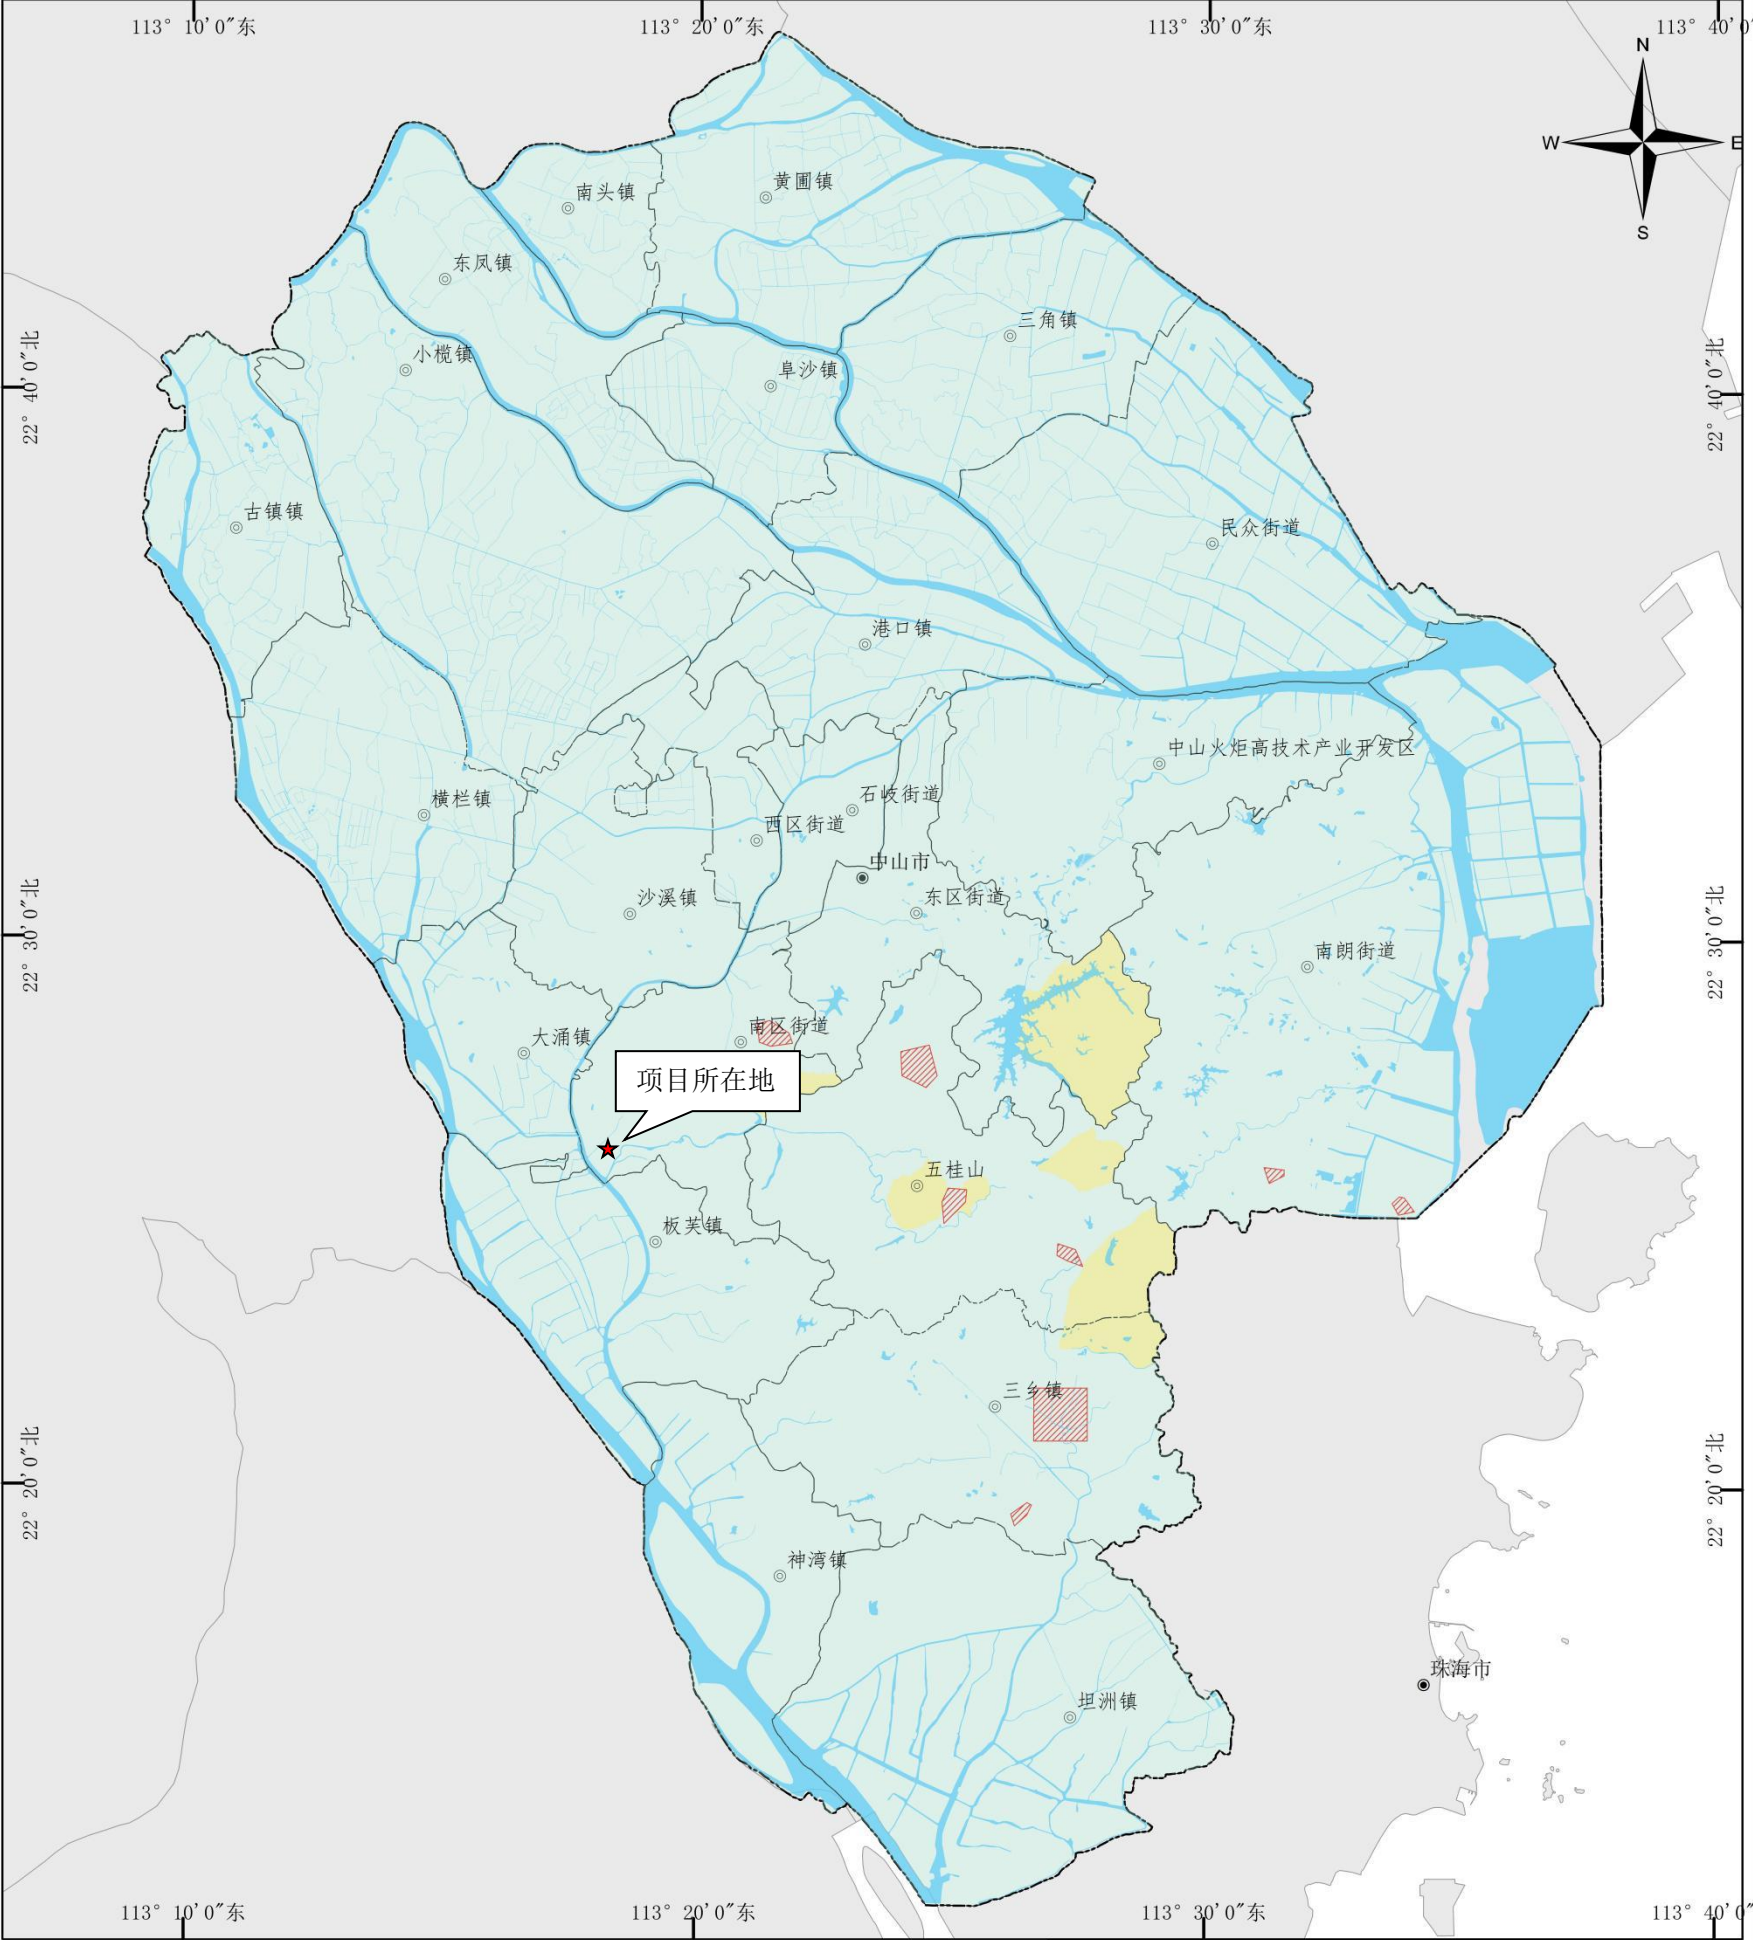 113° 10′0″东
113° 20′0″东
113° 30′0″东
113° 40′0″
N
W
E
S
南头镇
黄圃镇
东凤镇
三角镇
小榄镇
阜沙镇
22° 40′0″北
22° 40′0″北
古镇镇
民众街道
港口镇
中山火炬高技术产业开发区
横栏镇
石岐街道
西区街道
中山市
沙溪镇
东区街道
22° 30′0″北
22° 30′0″北
南朗街道
南区街道
大涌镇
项目所在地
五桂山
板芙镇
三乡镇
22° 20′0″北
22° 20′0″北
神湾镇
珠海市
坦洲镇
113° 10′0″东
113° 20′0″东
113° 30′0″东
113° 40′0″